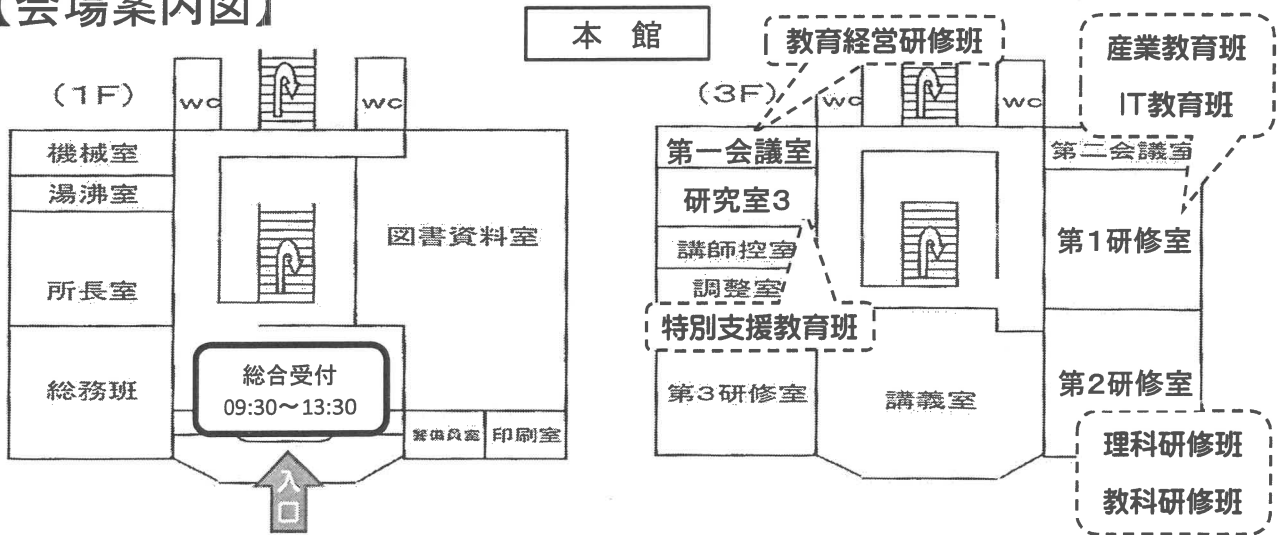 【会場案内図】
本 館
(1F)
WC
WC
機械室
湯沸室
所長室
総務班
図書資料室
総合受付
09:30～13:30
警備員室
印刷室
入口
(3F)
WC
WC
教育経営研修班
産業教育班
IT教育班
第一会議室
研究室3
講師控室
調整室
特別支援教育班
第3研修室
講義室
第二会議室
第1研修室
第2研修室
理科研修班
教科研修班